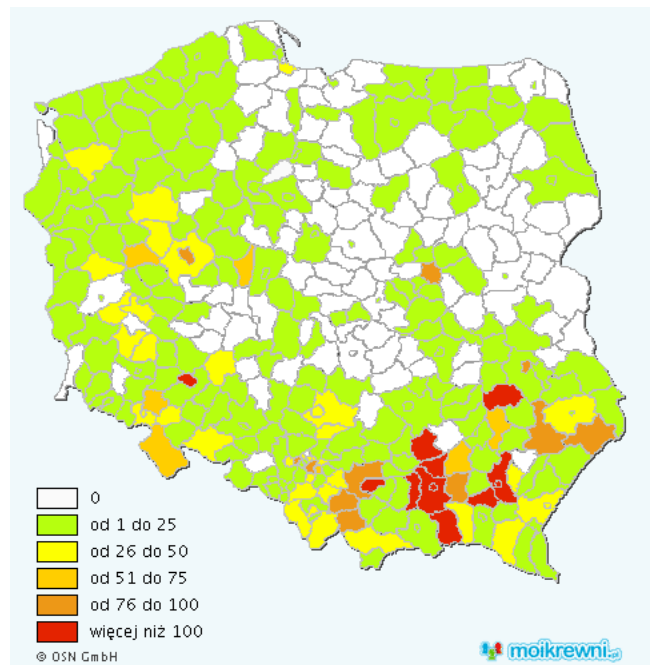 0
od 1 do 25
od 26 do 50
od 51 do 75
od 76 do 100
więcej niż 100
© OSN GmbH
moikrewni.pl